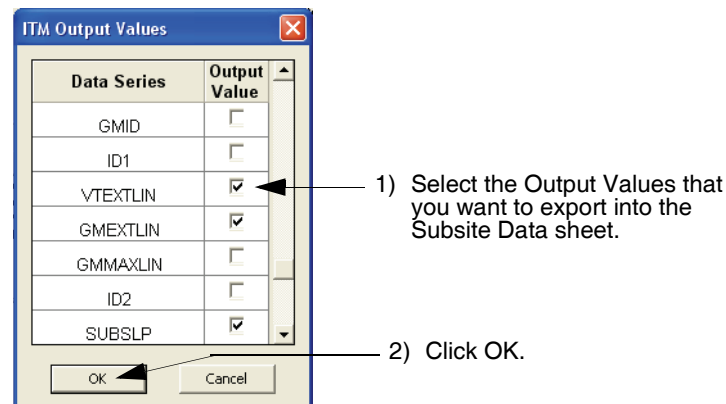 ITM Output Values
Data Series Output Value
GMID
ID1
VTEXTLIN
GMEXTLIN
GMMAXLIN
ID2
SUBSLP
OK Cancel
1) Select the Output Values that
you want to export into the
Subsite Data sheet.
2) Click OK.